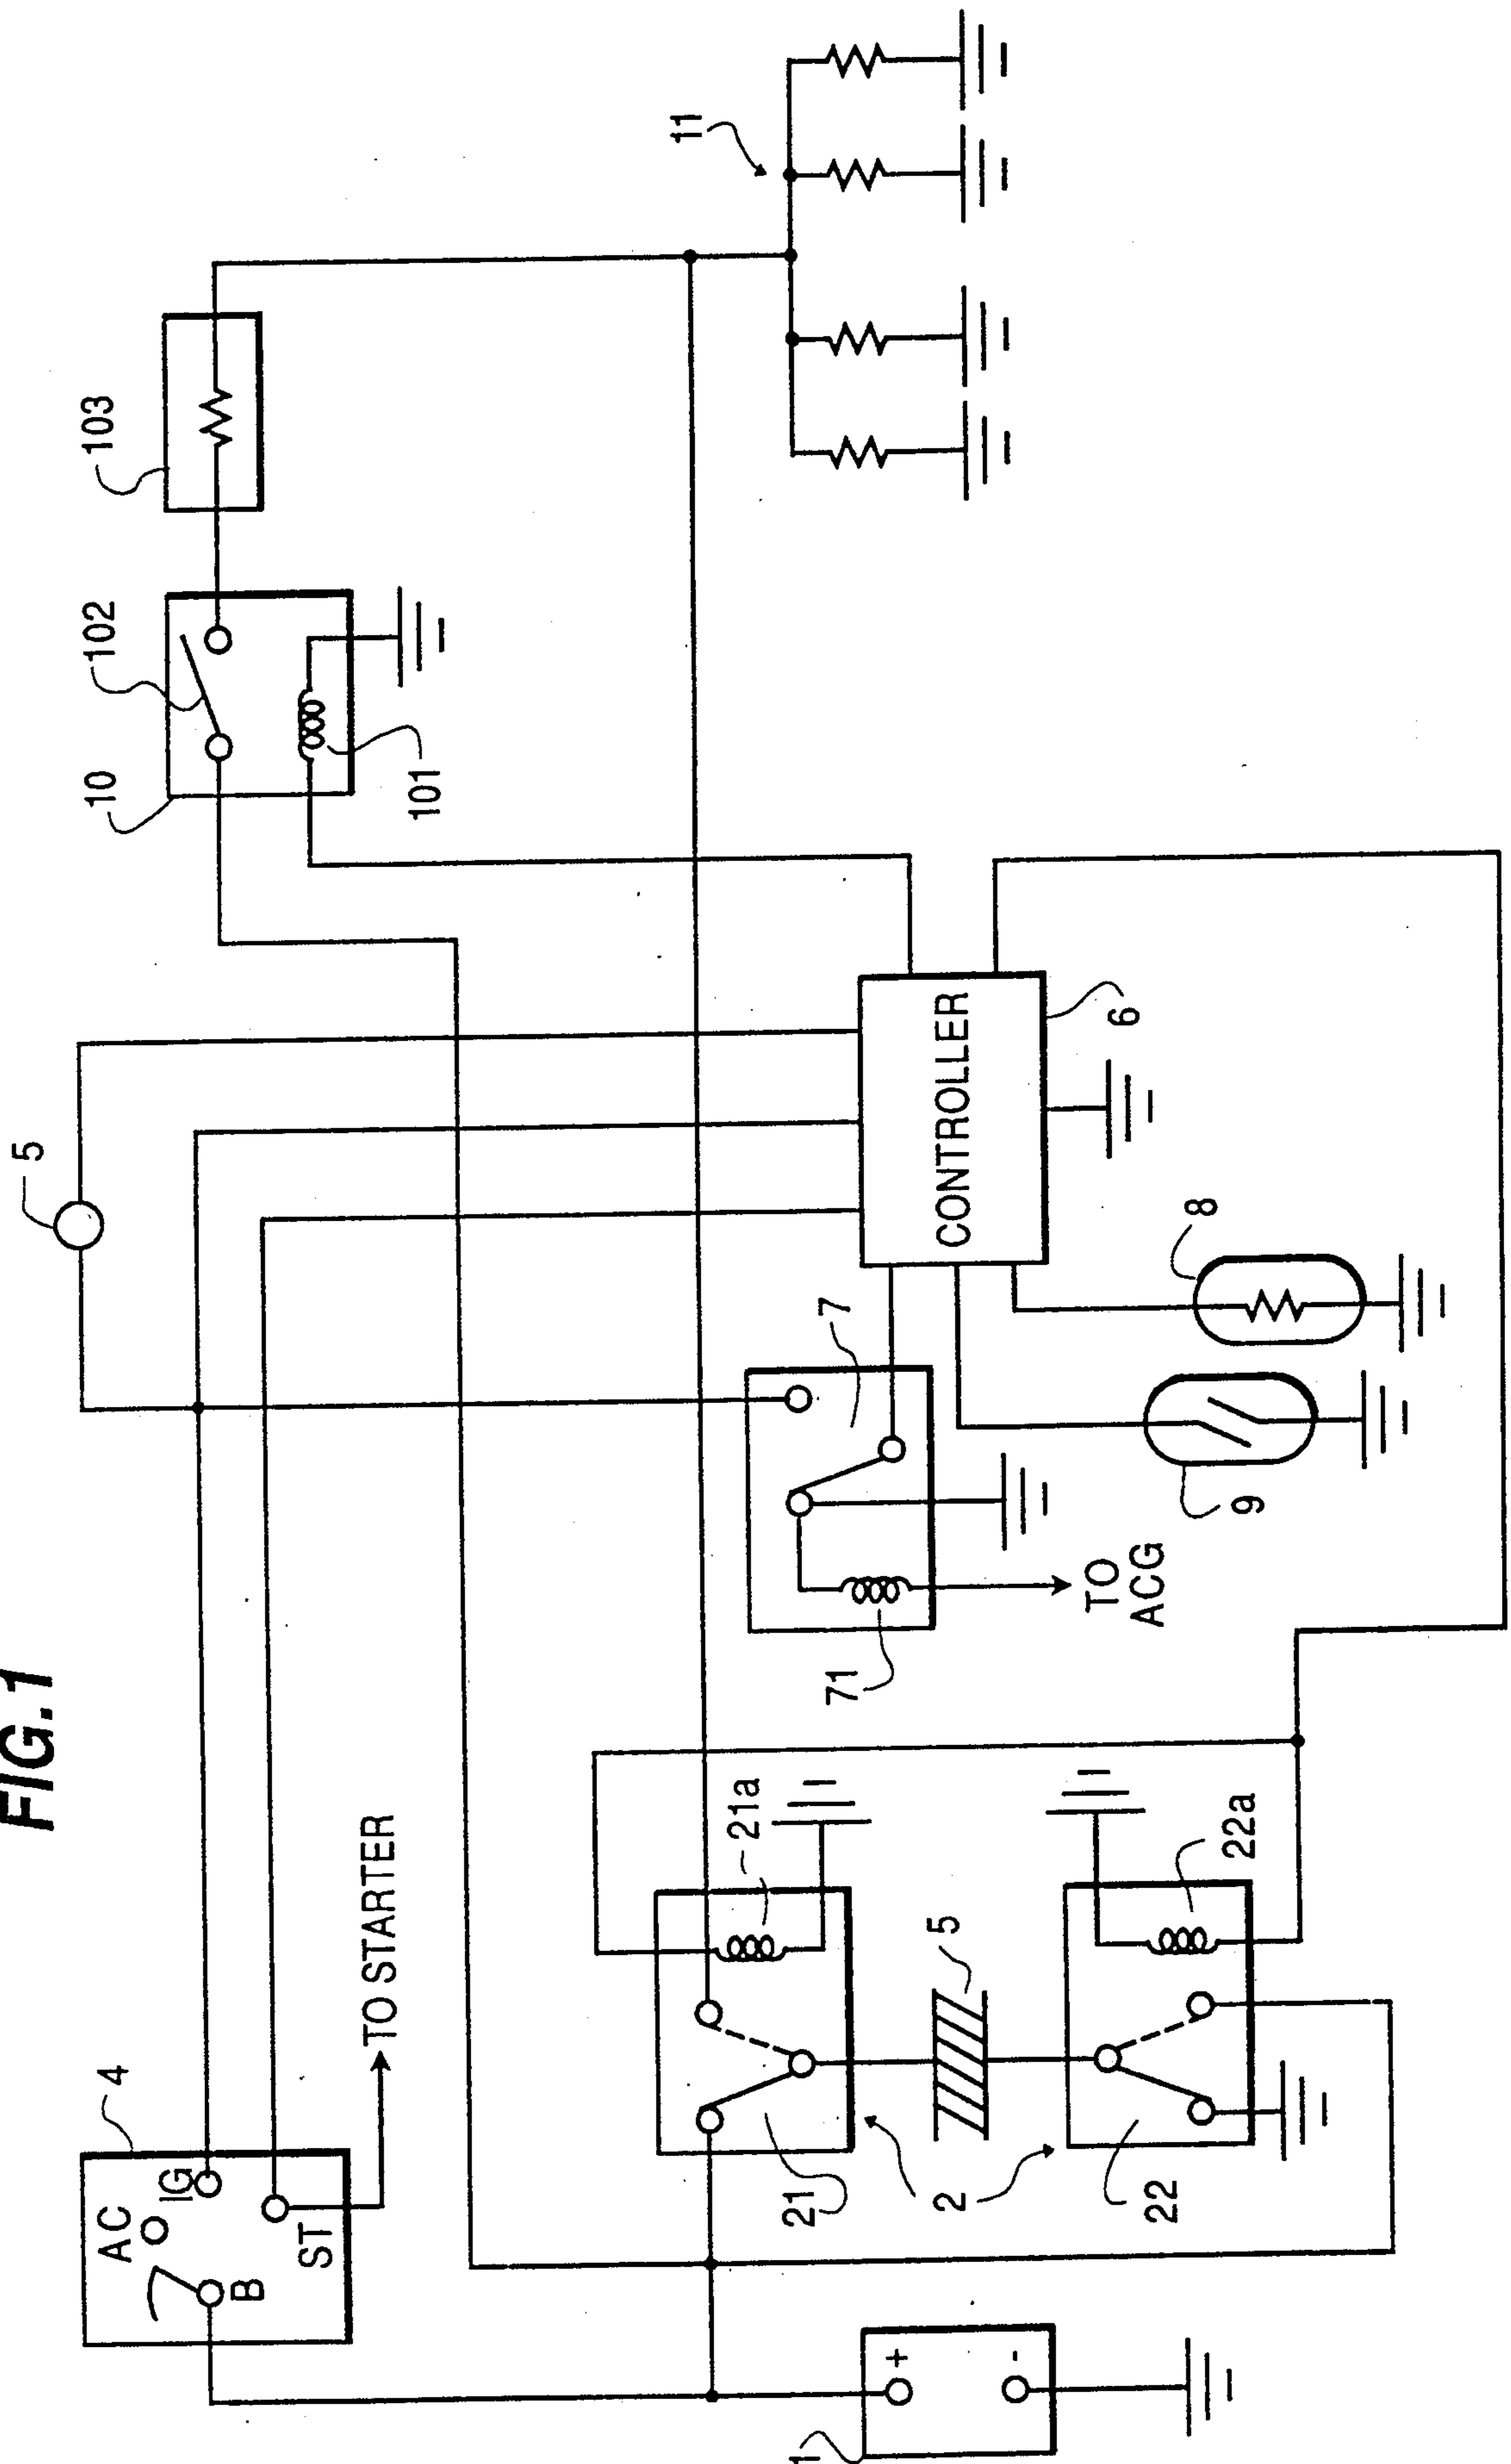 FIG.1
5
103
102
10
101
11
4
AC
IG
B
ST
TO STARTER
7
71
TO
ACG
CONTROLLER
6
8
9
21a
21
2
5
22a
22
1
+
-